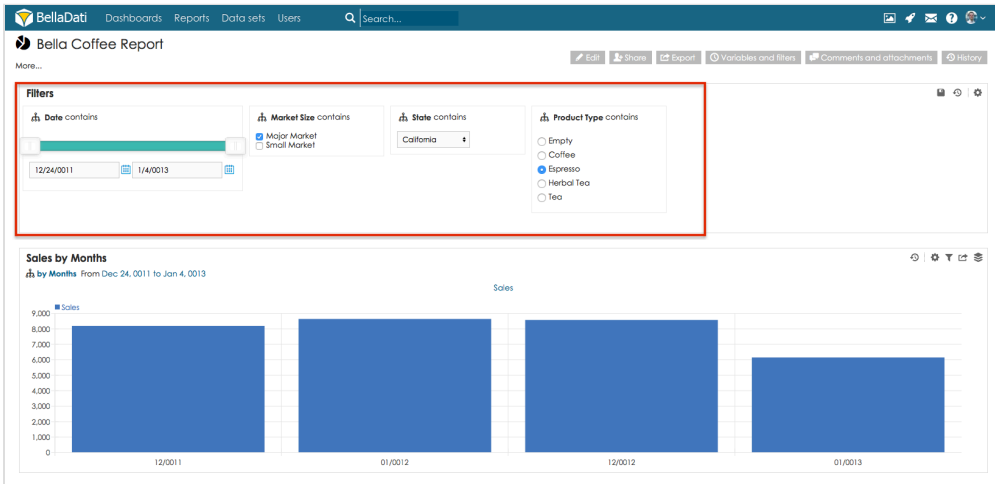 BellaDati Dashboards Reports Data sets Users Search...
Bella Coffee Report
More...
Edit Share Export Variables and filters Comments and attachments History
Filters
Date contains
12/24/0011 1/4/0013
Market Size contains
Major Market
Small Market
State contains
California
Product Type contains
Empty
Coffee
Espresso
Herbal Tea
Tea
Sales by Months
by Months From Dec 24, 0011 to Jan 4, 0013
Sales
Sales
9,000
8,000
7,000
6,000
5,000
4,000
3,000
2,000
1,000
0
12/0011 01/0012 12/0012 01/0013